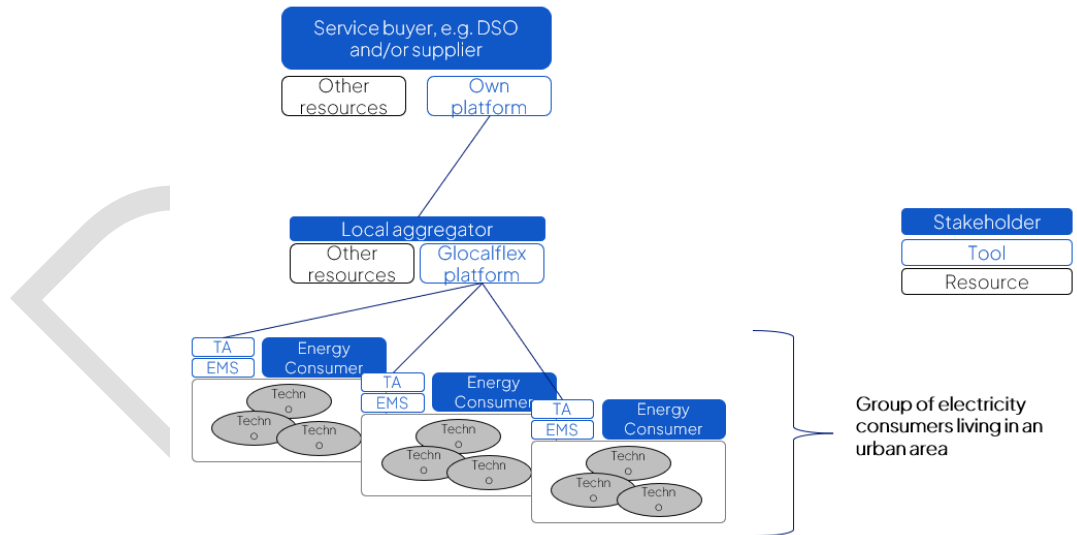 Service buyer, e.g. DSO
and/or supplier
Other
resources
Own
platform
Local aggregator
Other
resources
Glocalflex
platform
Stakeholder
Tool
Resource
TA
EMS
Energy
Consumer
Techn
o
Techn
o
Techn
o
TA
EMS
Energy
Consumer
Techn
o
Techn
o
Techn
o
TA
EMS
Energy
Consumer
Techn
o
Techn
o
Techn
o
Group of electricity
consumers living in an
urban area